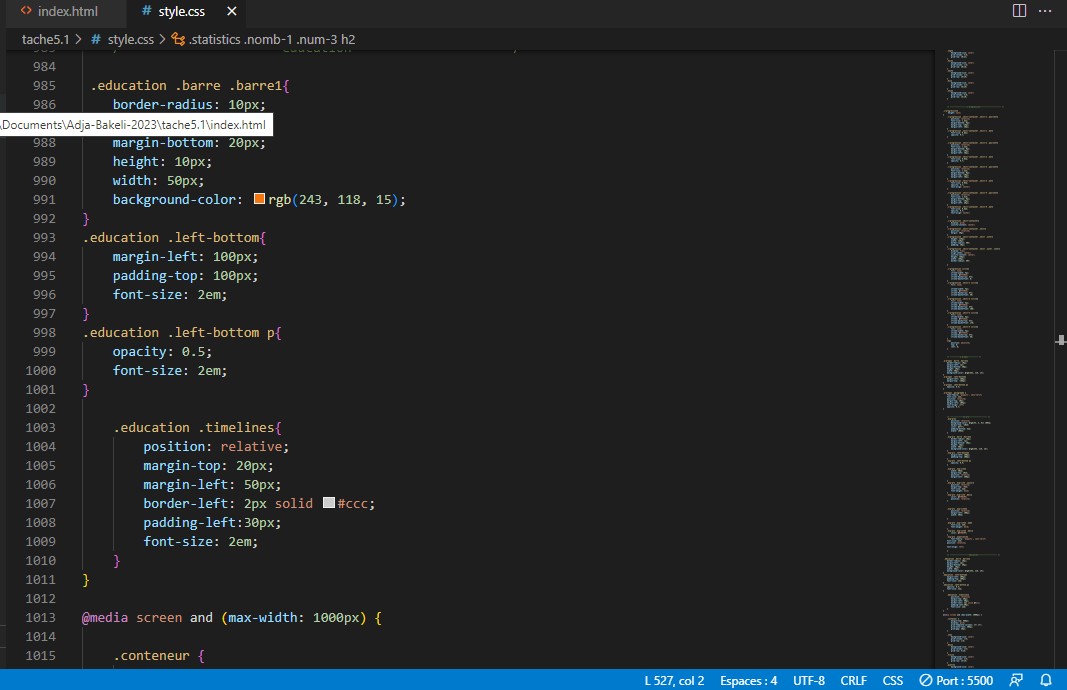 index.html
style.css
tache5.1 > # style.css > .statistics .nomb-1 .num-3 h2
984
985 .education .barre .barre1{
986 border-radius: 10px;
\Documents\Adja-Bakeli-2023\tache5.1\index.html
988 margin-bottom: 20px;
989 height: 10px;
990 width: 50px;
991 background-color: rgb(243, 118, 15);
992 }
993 .education .left-bottom{
994 margin-left: 100px;
995 padding-top: 100px;
996 font-size: 2em;
997 }
998 .education .left-bottom p{
999 opacity: 0.5;
1000 font-size: 2em;
1001 }
1002
1003 .education .timelines{
1004 position: relative;
1005 margin-top: 20px;
1006 margin-left: 50px;
1007 border-left: 2px solid #ccc;
1008 padding-left:30px;
1009 font-size: 2em;
1010 }
1011 }
1012
1013 @media screen and (max-width: 1000px) {
1014
1015 .conteneur {
L 527, col 2 Espaces : 4 UTF-8 CRLF CSS Port : 5500